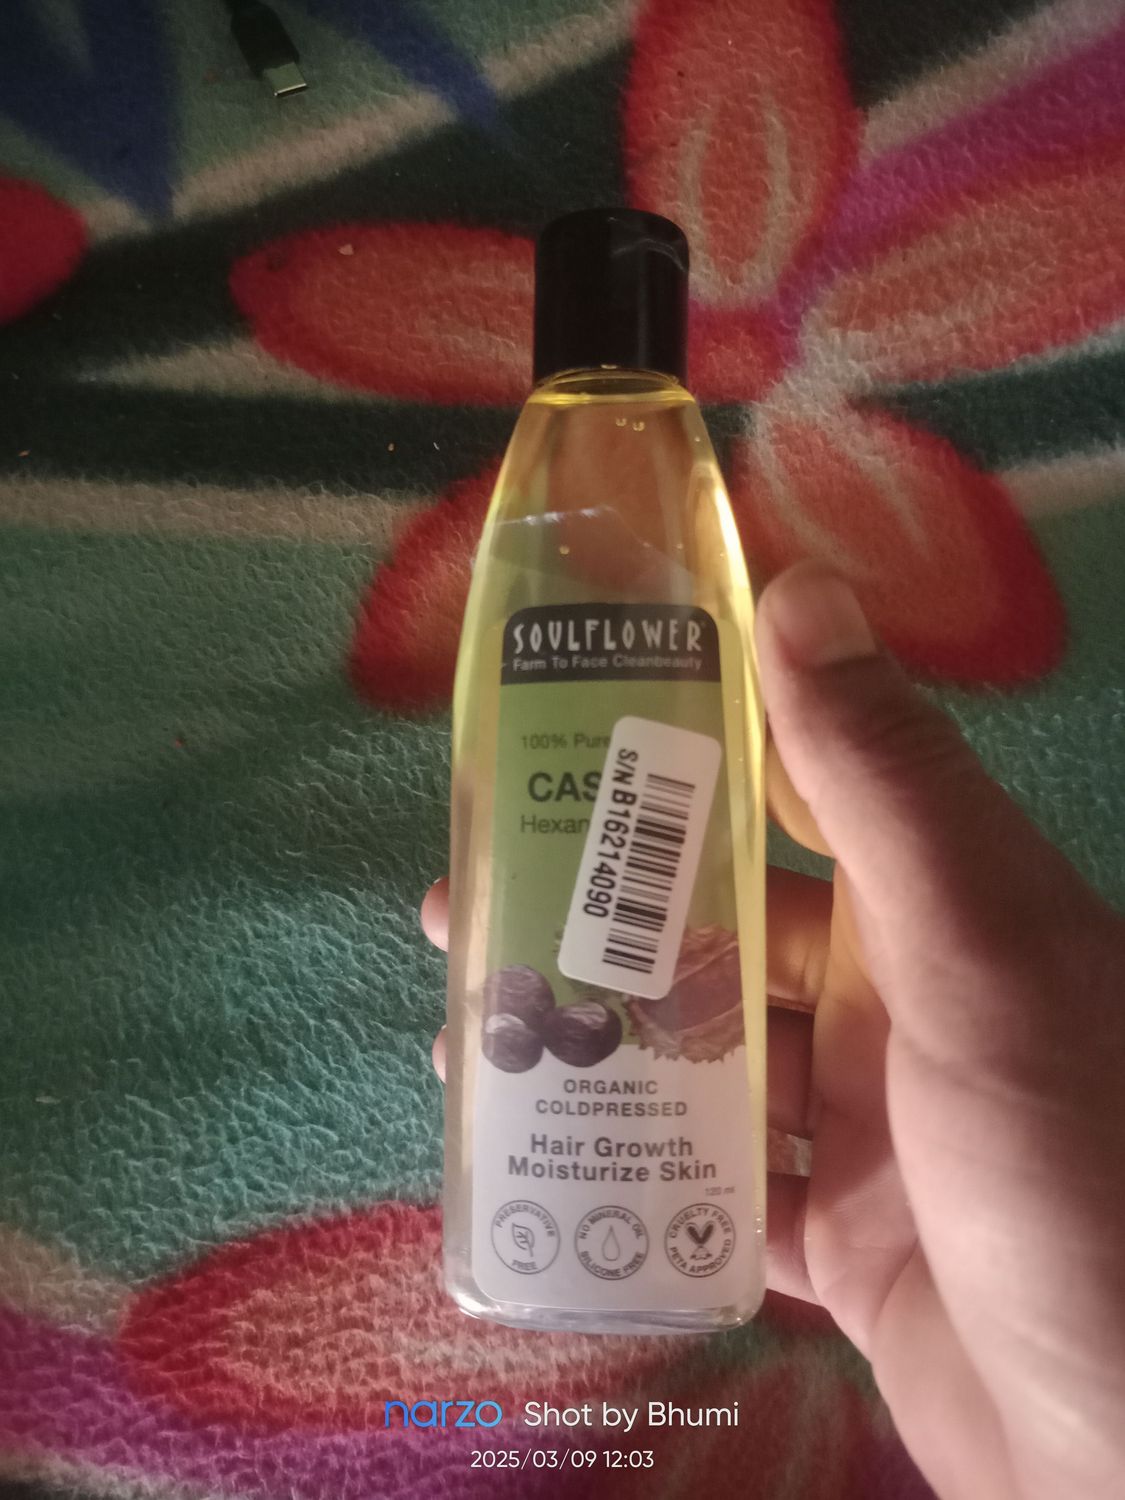 SOULFLOWER
Farm To Face Cleanbeauty
100% Pure
CAS
Hexan
S/N B16214090
ORGANIC
COLDPRESSED
Hair Growth
Moisturize Skin
120 ml
PRESERVATIVE FREE
NO MINERAL OIL SILICONE FREE
CRUELTY FREE PETA APPROVED
narzo Shot by Bhumi
2025/03/09 12:03